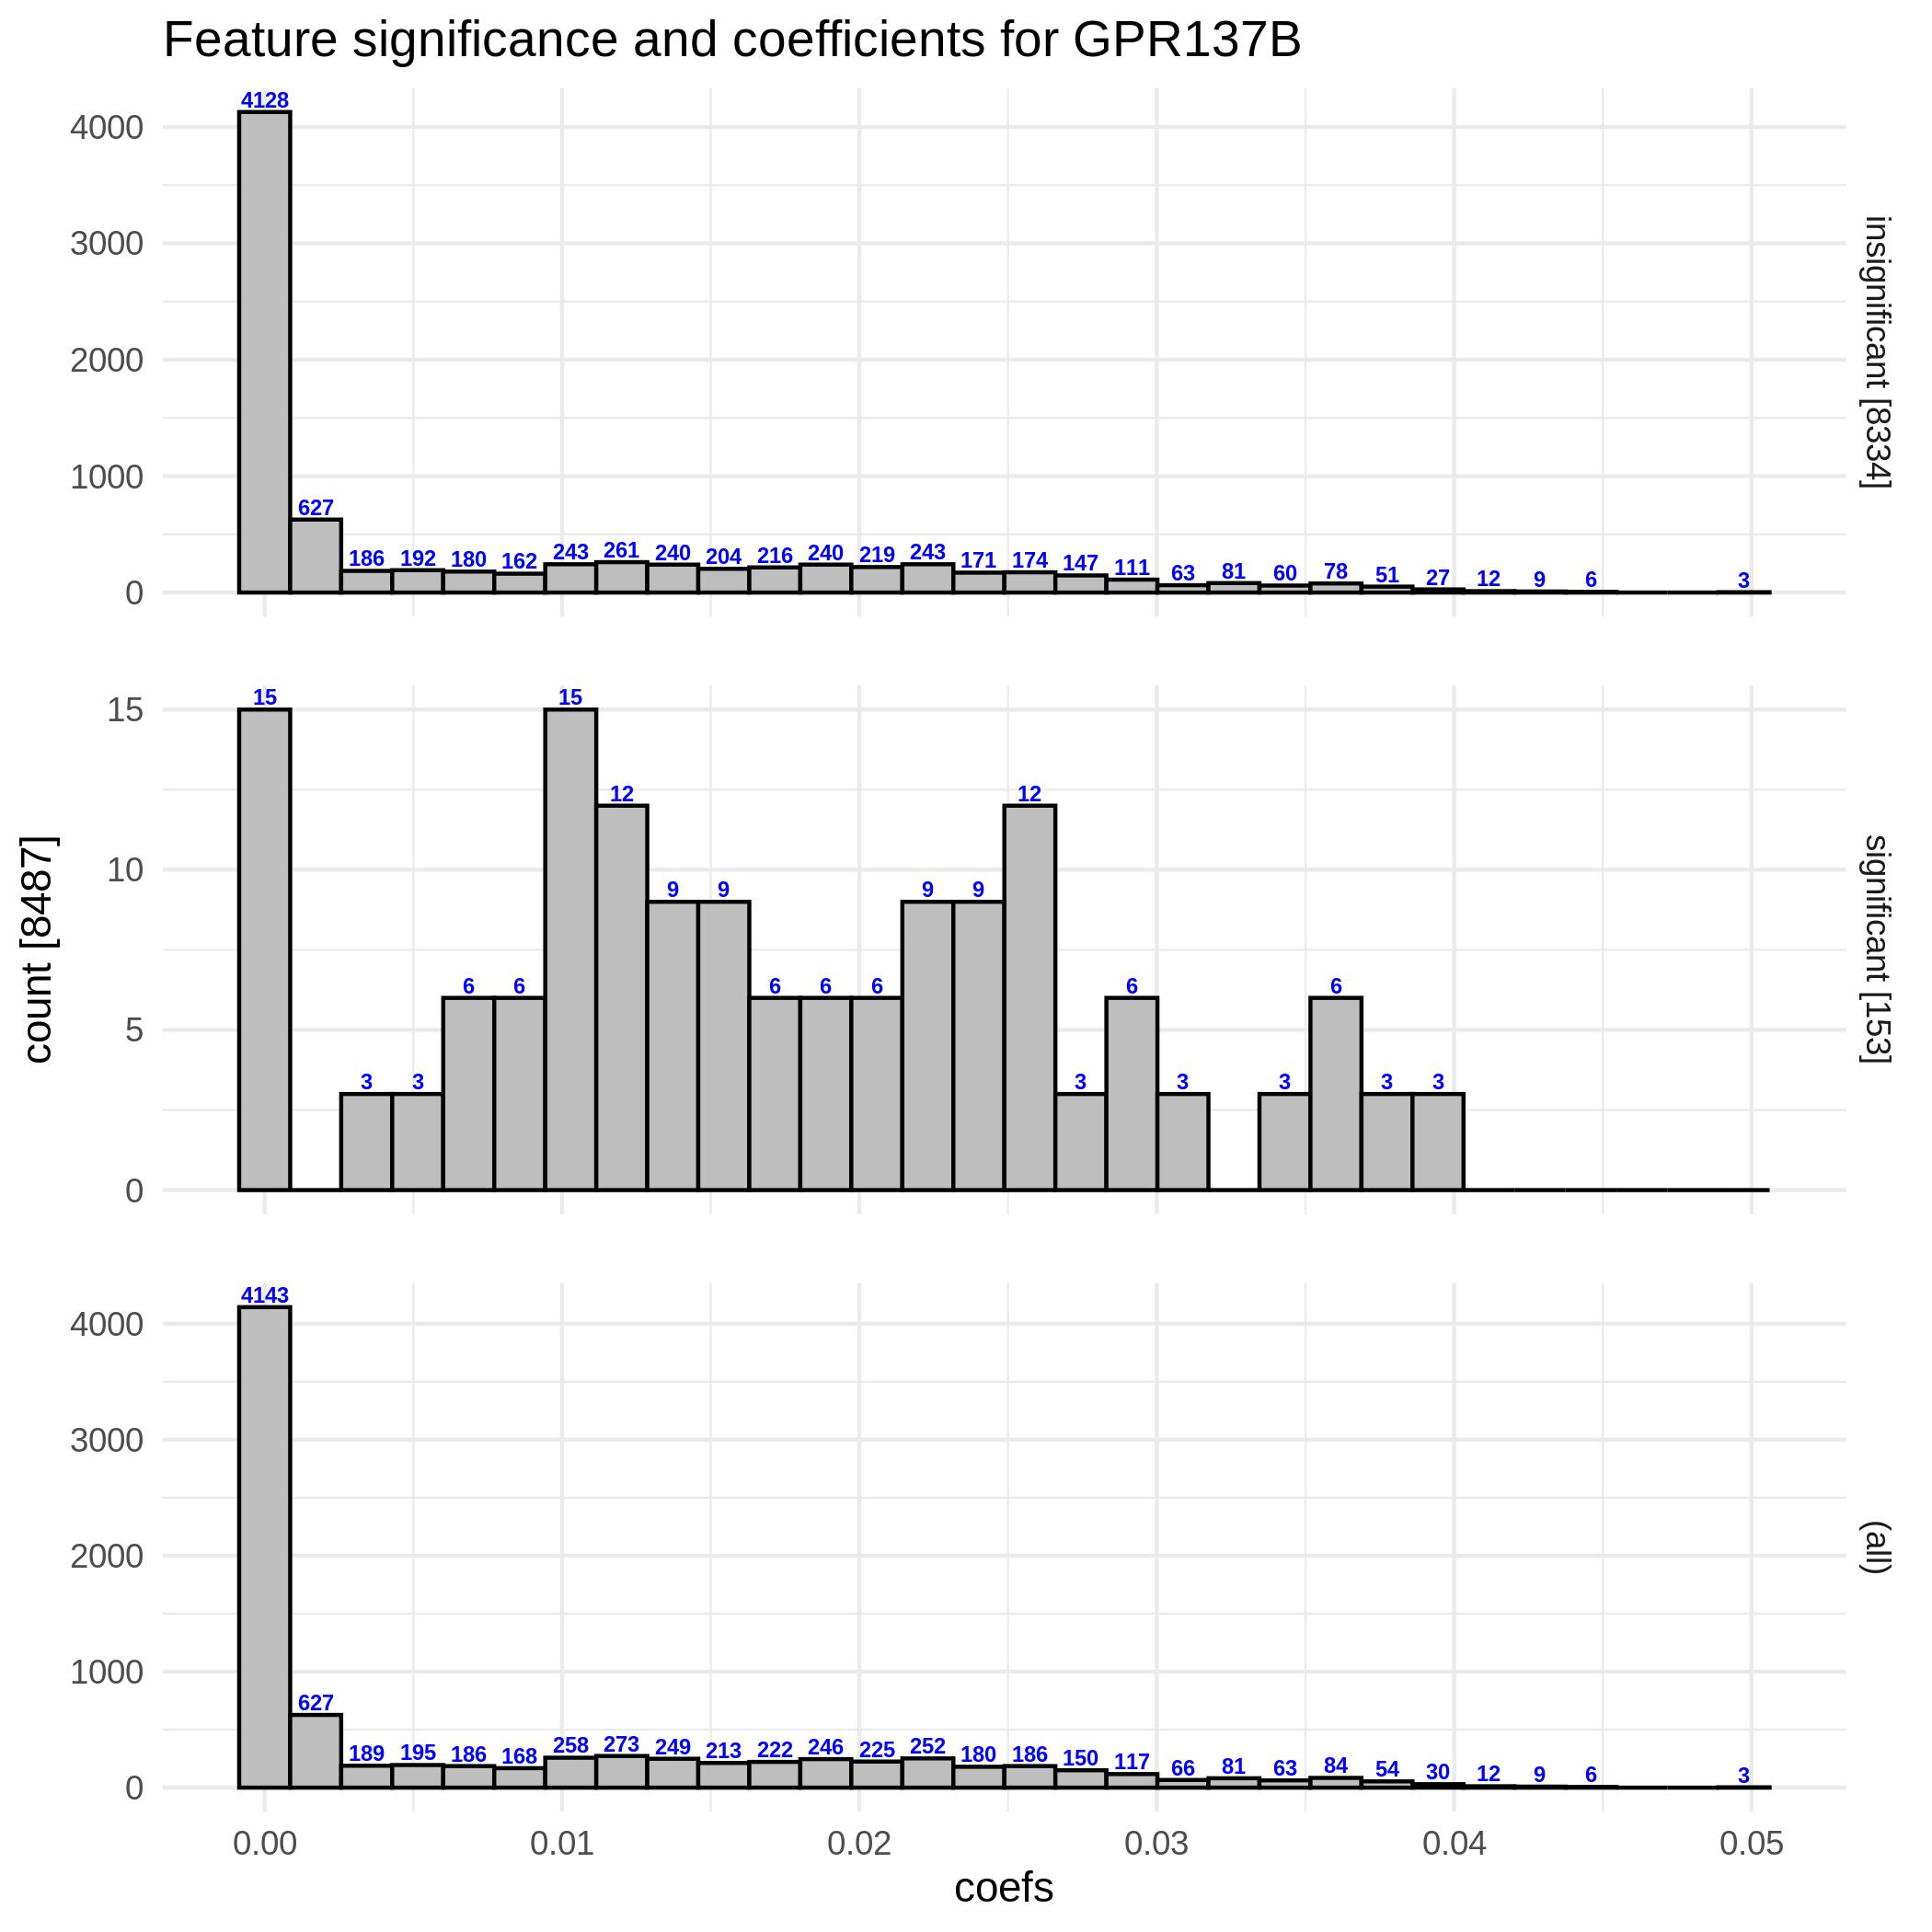 Feature significance and coefficients for GPR137B
4128
4000
3000
2000
1000
0
627
186 192 180 162 243 261 240 204 216 240 219 243 171 174 147 111 63 81 60 78 51 27 12 9 6 3
insignificant [8334]
count [8487]
15
10
5
0
15 3 3 6 6 15 12 9 9 6 6 6 9 9 12 3 6 3 3 6 3 3
significant [153]
4143
4000
3000
2000
1000
0
627
189 195 186 168 258 273 249 213 222 246 225 252 180 186 150 117 66 81 63 84 54 30 12 9 6 3
(all)
0.00 0.01 0.02 0.03 0.04 0.05
coefs